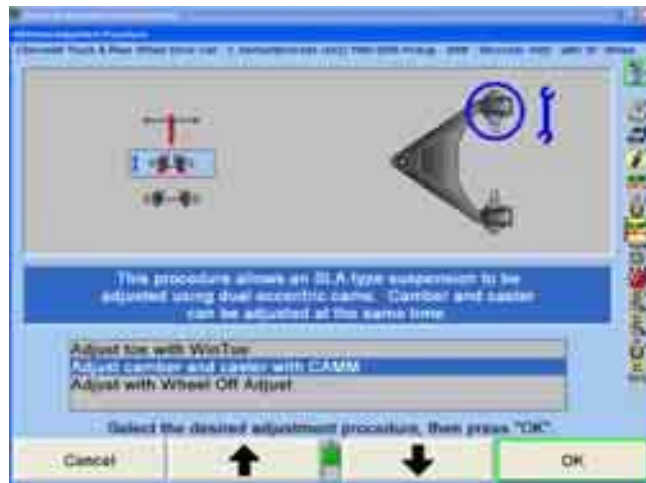 This procedure allows an SLA type suspension to be
adjusted using dual eccentric cams. Camber and caster
can be adjusted at the same time.
Adjust toe with WinToe
Adjust camber and caster with CAMM
Adjust with Wheel Off Adjust
Select the desired adjustment procedure, then press "OK".
Cancel
OK